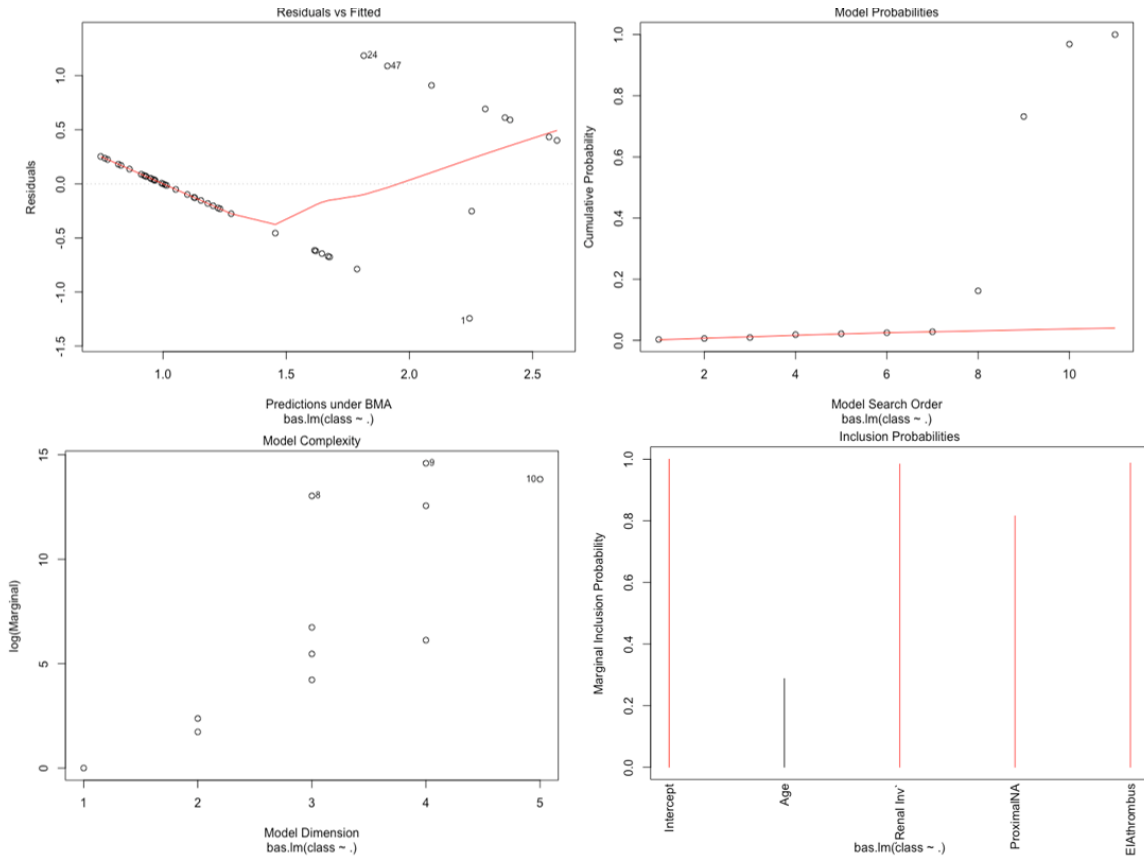 Residuals vs Fitted
Residuals
1.0
0.5
0.0
-0.5
-1.0
-1.5
24
47
1
1.0
1.5
2.0
2.5
Predictions under BMA
bas.lm(class ~ .)
Model Probabilities
Cumulative Probability
1.0
0.8
0.6
0.4
0.2
0.0
2
4
6
8
10
Model Search Order
bas.lm(class ~ .)
Model Complexity
log(Marginal)
15
10
5
0
8
9
10
1
2
3
4
5
Model Dimension
bas.lm(class ~ .)
Inclusion Probabilities
Marginal Inclusion Probability
1.0
0.8
0.6
0.4
0.2
0.0
Intercept
Age
Renal Inv`
ProximalNA
EIAthrombus
bas.lm(class ~ .)